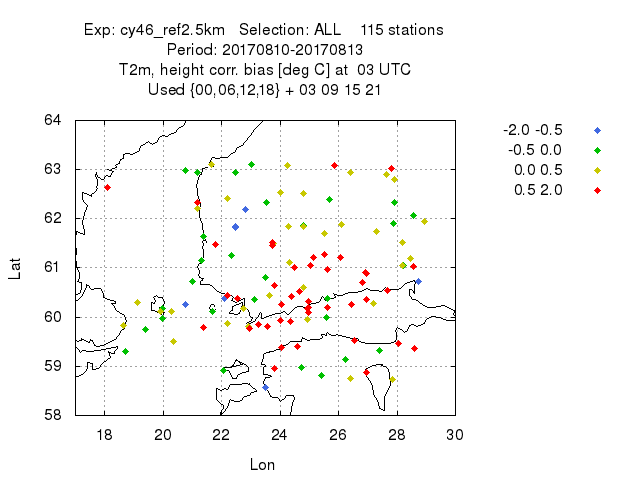 Exp: cy46_ref2.5km Selection: ALL 115 stations
Period: 20170810-20170813
T2m, height corr. bias [deg C] at 03 UTC
Used {00,06,12,18} + 03 09 15 21
-2.0 -0.5
-0.5 0.0
0.0 0.5
0.5 2.0
64
63
62
61
60
59
58
Lat
18 20 22 24 26 28 30
Lon